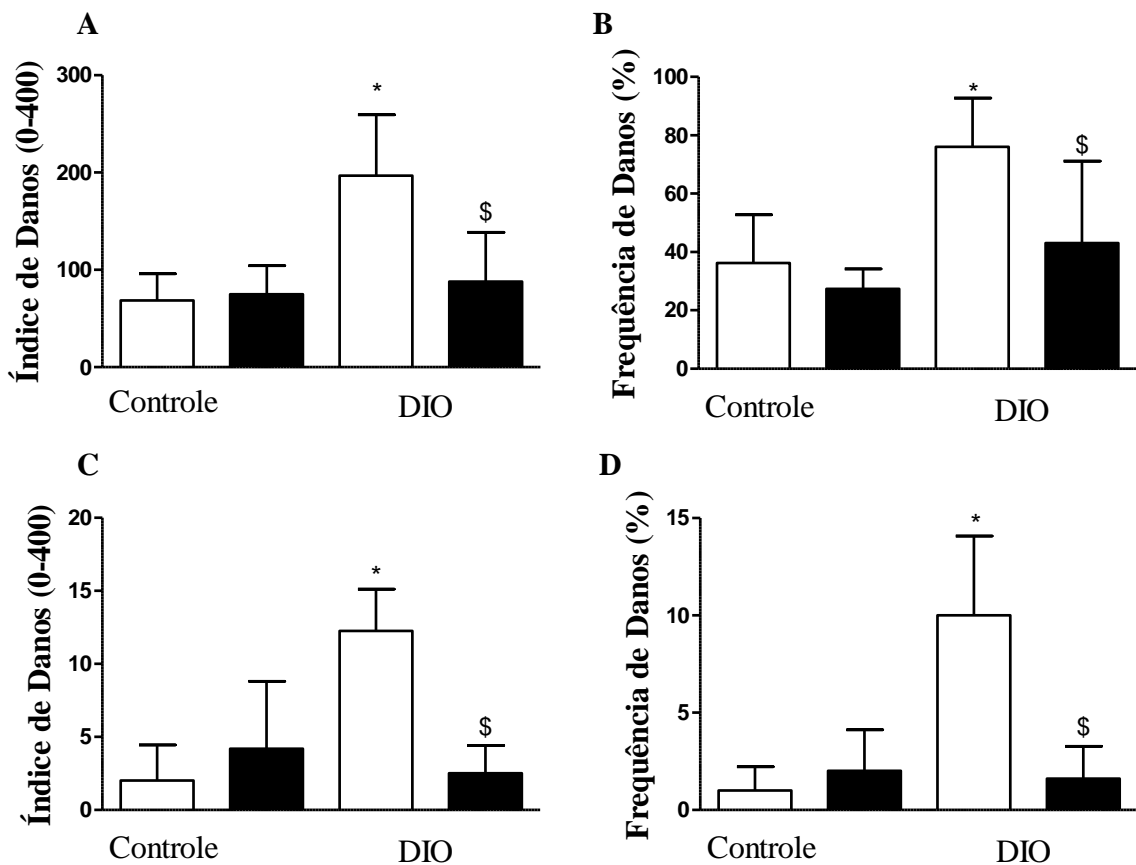 A
Índice de Danos (0-400)
300
200
100
0
*
$
Controle
DIO
B
Frequência de Danos (%)
100
80
60
40
20
0
*
$
Controle
DIO
C
Índice de Danos (0-400)
20
15
10
5
0
*
$
Controle
DIO
D
Frequência de Danos (%)
15
10
5
0
*
$
Controle
DIO